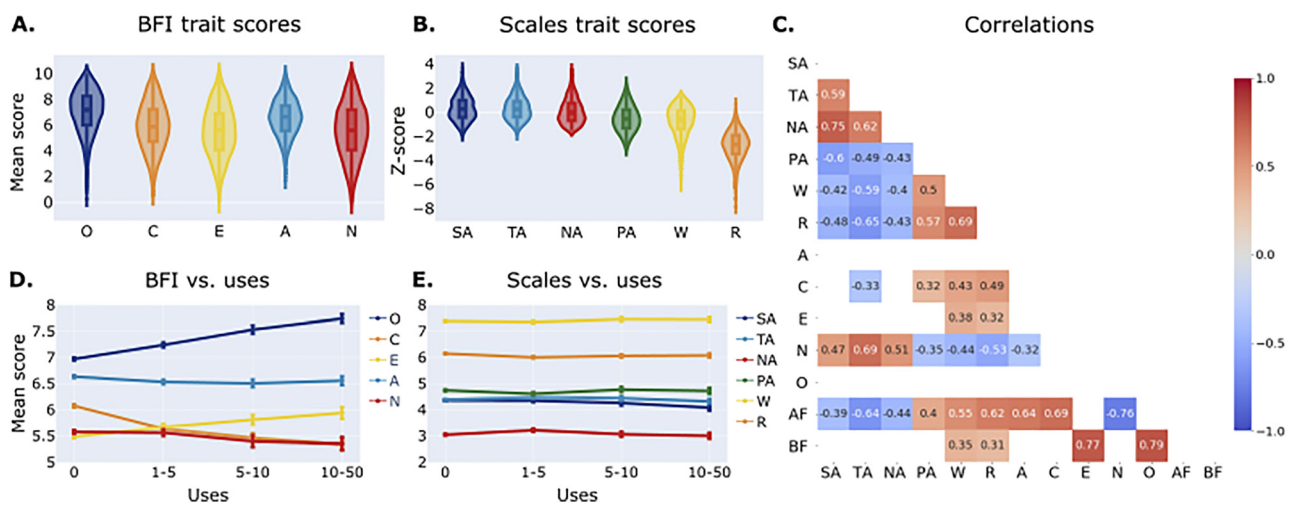 A. BFI trait scores
Mean score
10
8
6
4
2
0
O C E A N
B. Scales trait scores
Z-score
4
2
0
−2
−4
−6
−8
SA TA NA PA W R
C. Correlations
SA
TA 0.59
NA 0.75 0.62
PA -0.6 -0.49 -0.43
W -0.42 -0.59 -0.4 0.5
R -0.48 -0.65 -0.43 0.57 0.69
A
C -0.33 0.32 0.43 0.49
E 0.38 0.32
N 0.47 0.69 0.51 -0.35 -0.44 -0.53 -0.32
O
AF -0.39 -0.64 -0.44 0.4 0.55 0.62 0.64 0.69 -0.76
BF 0.35 0.31 0.77 0.79
SA TA NA PA W R A C E N O AF BF
1.0
0.5
0.0
−0.5
−1.0
D. BFI vs. uses
Mean score
8
7.5
7
6.5
6
5.5
5
0 1-5 5-10 10-50
Uses
O
C
E
A
N
E. Scales vs. uses
8
7
6
5
4
3
2
0 1-5 5-10 10-50
Uses
SA
TA
NA
PA
W
R